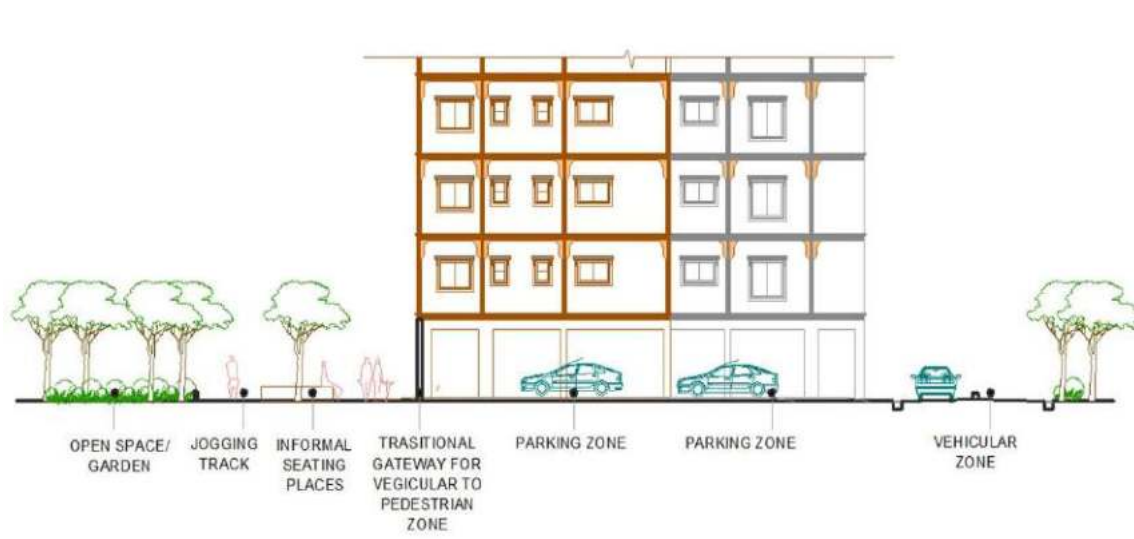 OPEN SPACE/
GARDEN
JOGGING
TRACK
INFORMAL
SEATING
PLACES
TRASITIONAL
GATEWAY FOR
VEGICULAR TO
PEDESTRIAN
ZONE
PARKING ZONE
PARKING ZONE
VEHICULAR
ZONE